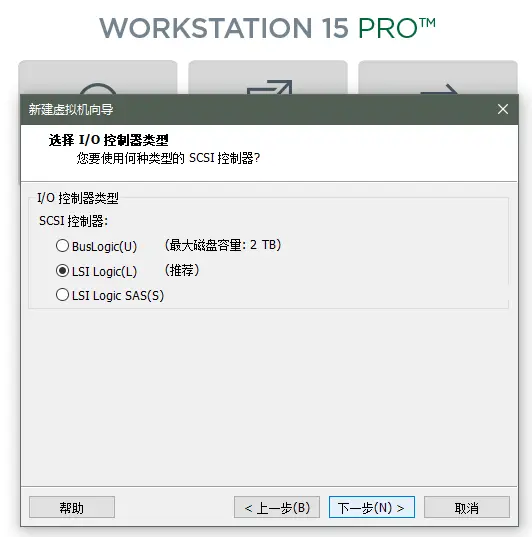 WORKSTATION 15 PRO™
新建虚拟机向导
选择 I/O 控制器类型
您要使用何种类型的 SCSI 控制器?
I/O 控制器类型
SCSI 控制器:
BusLogic(U) (最大磁盘容量: 2 TB)
LSI Logic(L) (推荐)
LSI Logic SAS(S)
帮助 < 上一步(B) 下一步(N) > 取消